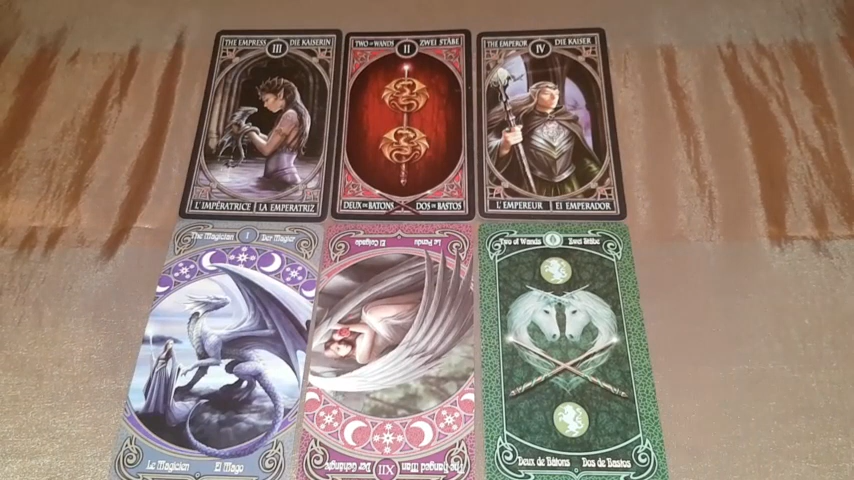 THE EMPRESS III DIE KAISERIN
L'IMPÉRATRICE LA EMPERATRIZ
TWO OF WANDS II ZWEI STÄBE
DEUX DE BATONS DOS DE BASTOS
THE EMPEROR IV DIE KAISER
L'EMPEREUR El EMPERADOR
The Magician I Der Magier
Le Magicien El Mago
Le Pendu El Colgado
The Hanged Man XII Der Gehängte
Two of Wands Zwei Stäbe
Deux de Bâtons Dos de Bastos